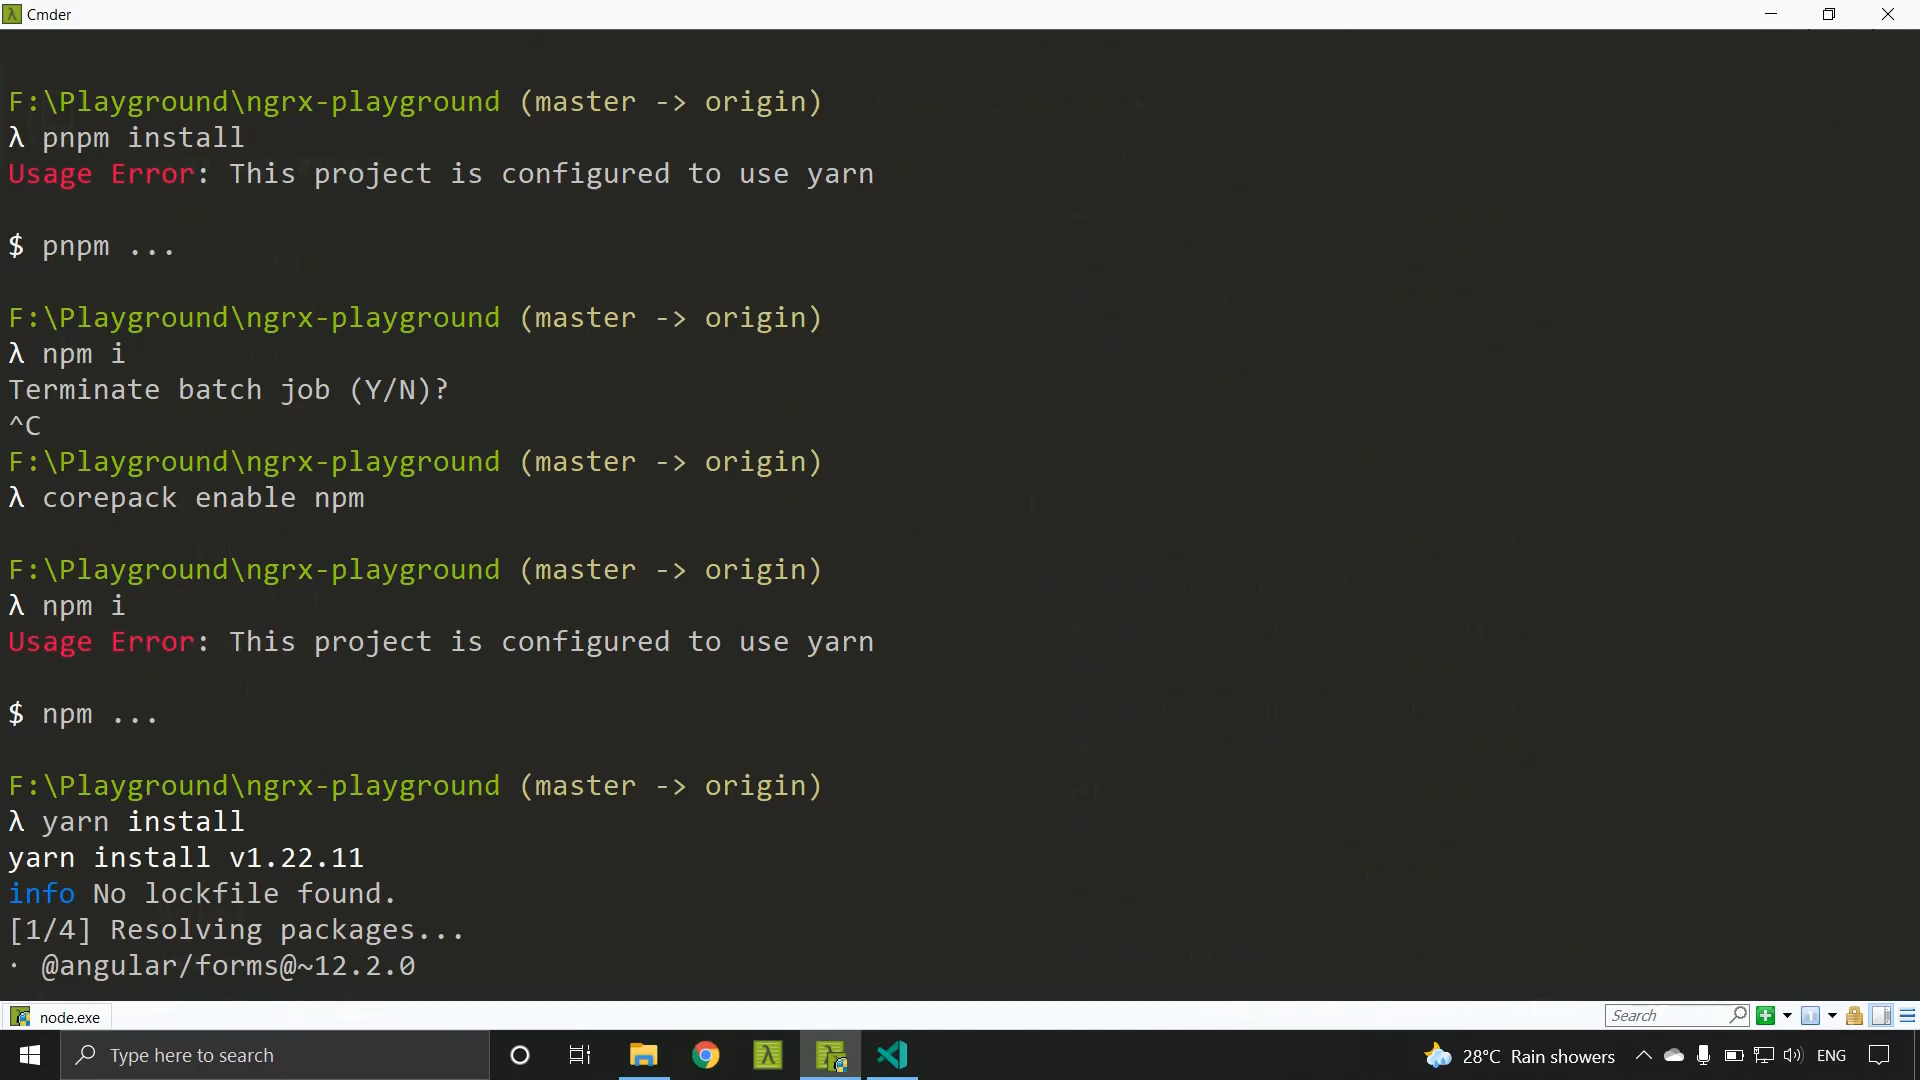 Cmder
F:\Playground\ngrx-playground (master -> origin)
λ pnpm install
Usage Error: This project is configured to use yarn
$ pnpm ...
F:\Playground\ngrx-playground (master -> origin)
λ npm i
Terminate batch job (Y/N)?
^C
F:\Playground\ngrx-playground (master -> origin)
λ corepack enable npm
F:\Playground\ngrx-playground (master -> origin)
λ npm i
Usage Error: This project is configured to use yarn
$ npm ...
F:\Playground\ngrx-playground (master -> origin)
λ yarn install
yarn install v1.22.11
info No lockfile found.
[1/4] Resolving packages...
· @angular/forms@~12.2.0
node.exe
Search
Type here to search
28°C Rain showers
ENG